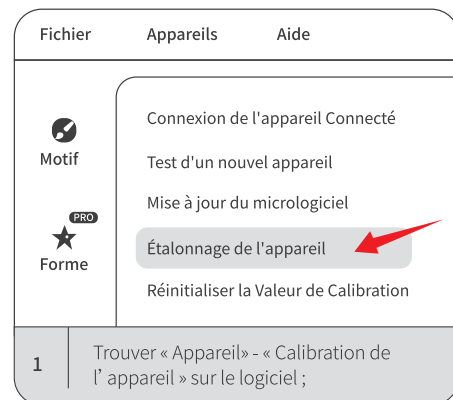 Fichier Appareils Aide
Connexion de l'appareil Connecté
Motif
Test d'un nouvel appareil
Mise à jour du micrologiciel
PRO
Étalonnage de l'appareil
Forme
Réinitialiser la Valeur de Calibration
1 Trouver « Appareil» - « Calibration de
l’ appareil » sur le logiciel ;